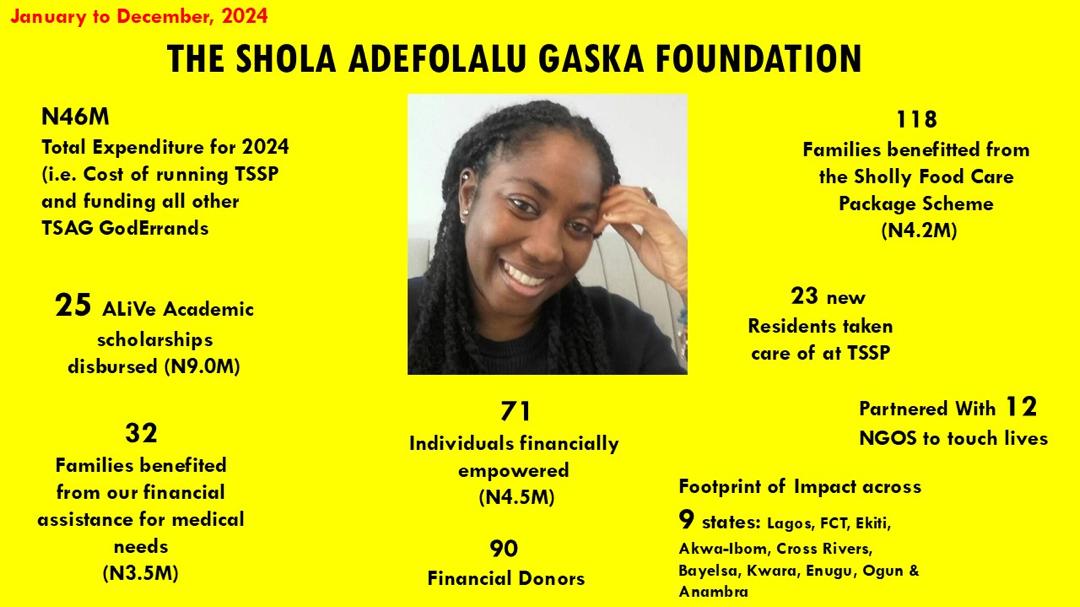 January to December, 2024
THE SHOLA ADEFOLALU GASKA FOUNDATION
N46M
Total Expenditure for 2024
(i.e. Cost of running TSSP
and funding all other
TSAG GodErrands
25 ALiVe Academic
scholarships
disbursed (N9.0M)
32
Families benefited
from our financial
assistance for medical
needs
(N3.5M)
71
Individuals financially
empowered
(N4.5M)
90
Financial Donors
118
Families benefitted from
the Sholly Food Care
Package Scheme
(N4.2M)
23 new
Residents taken
care of at TSSP
Partnered With 12
NGOS to touch lives
Footprint of Impact across
9 states: Lagos, FCT, Ekiti,
Akwa-Ibom, Cross Rivers,
Bayelsa, Kwara, Enugu, Ogun &
Anambra